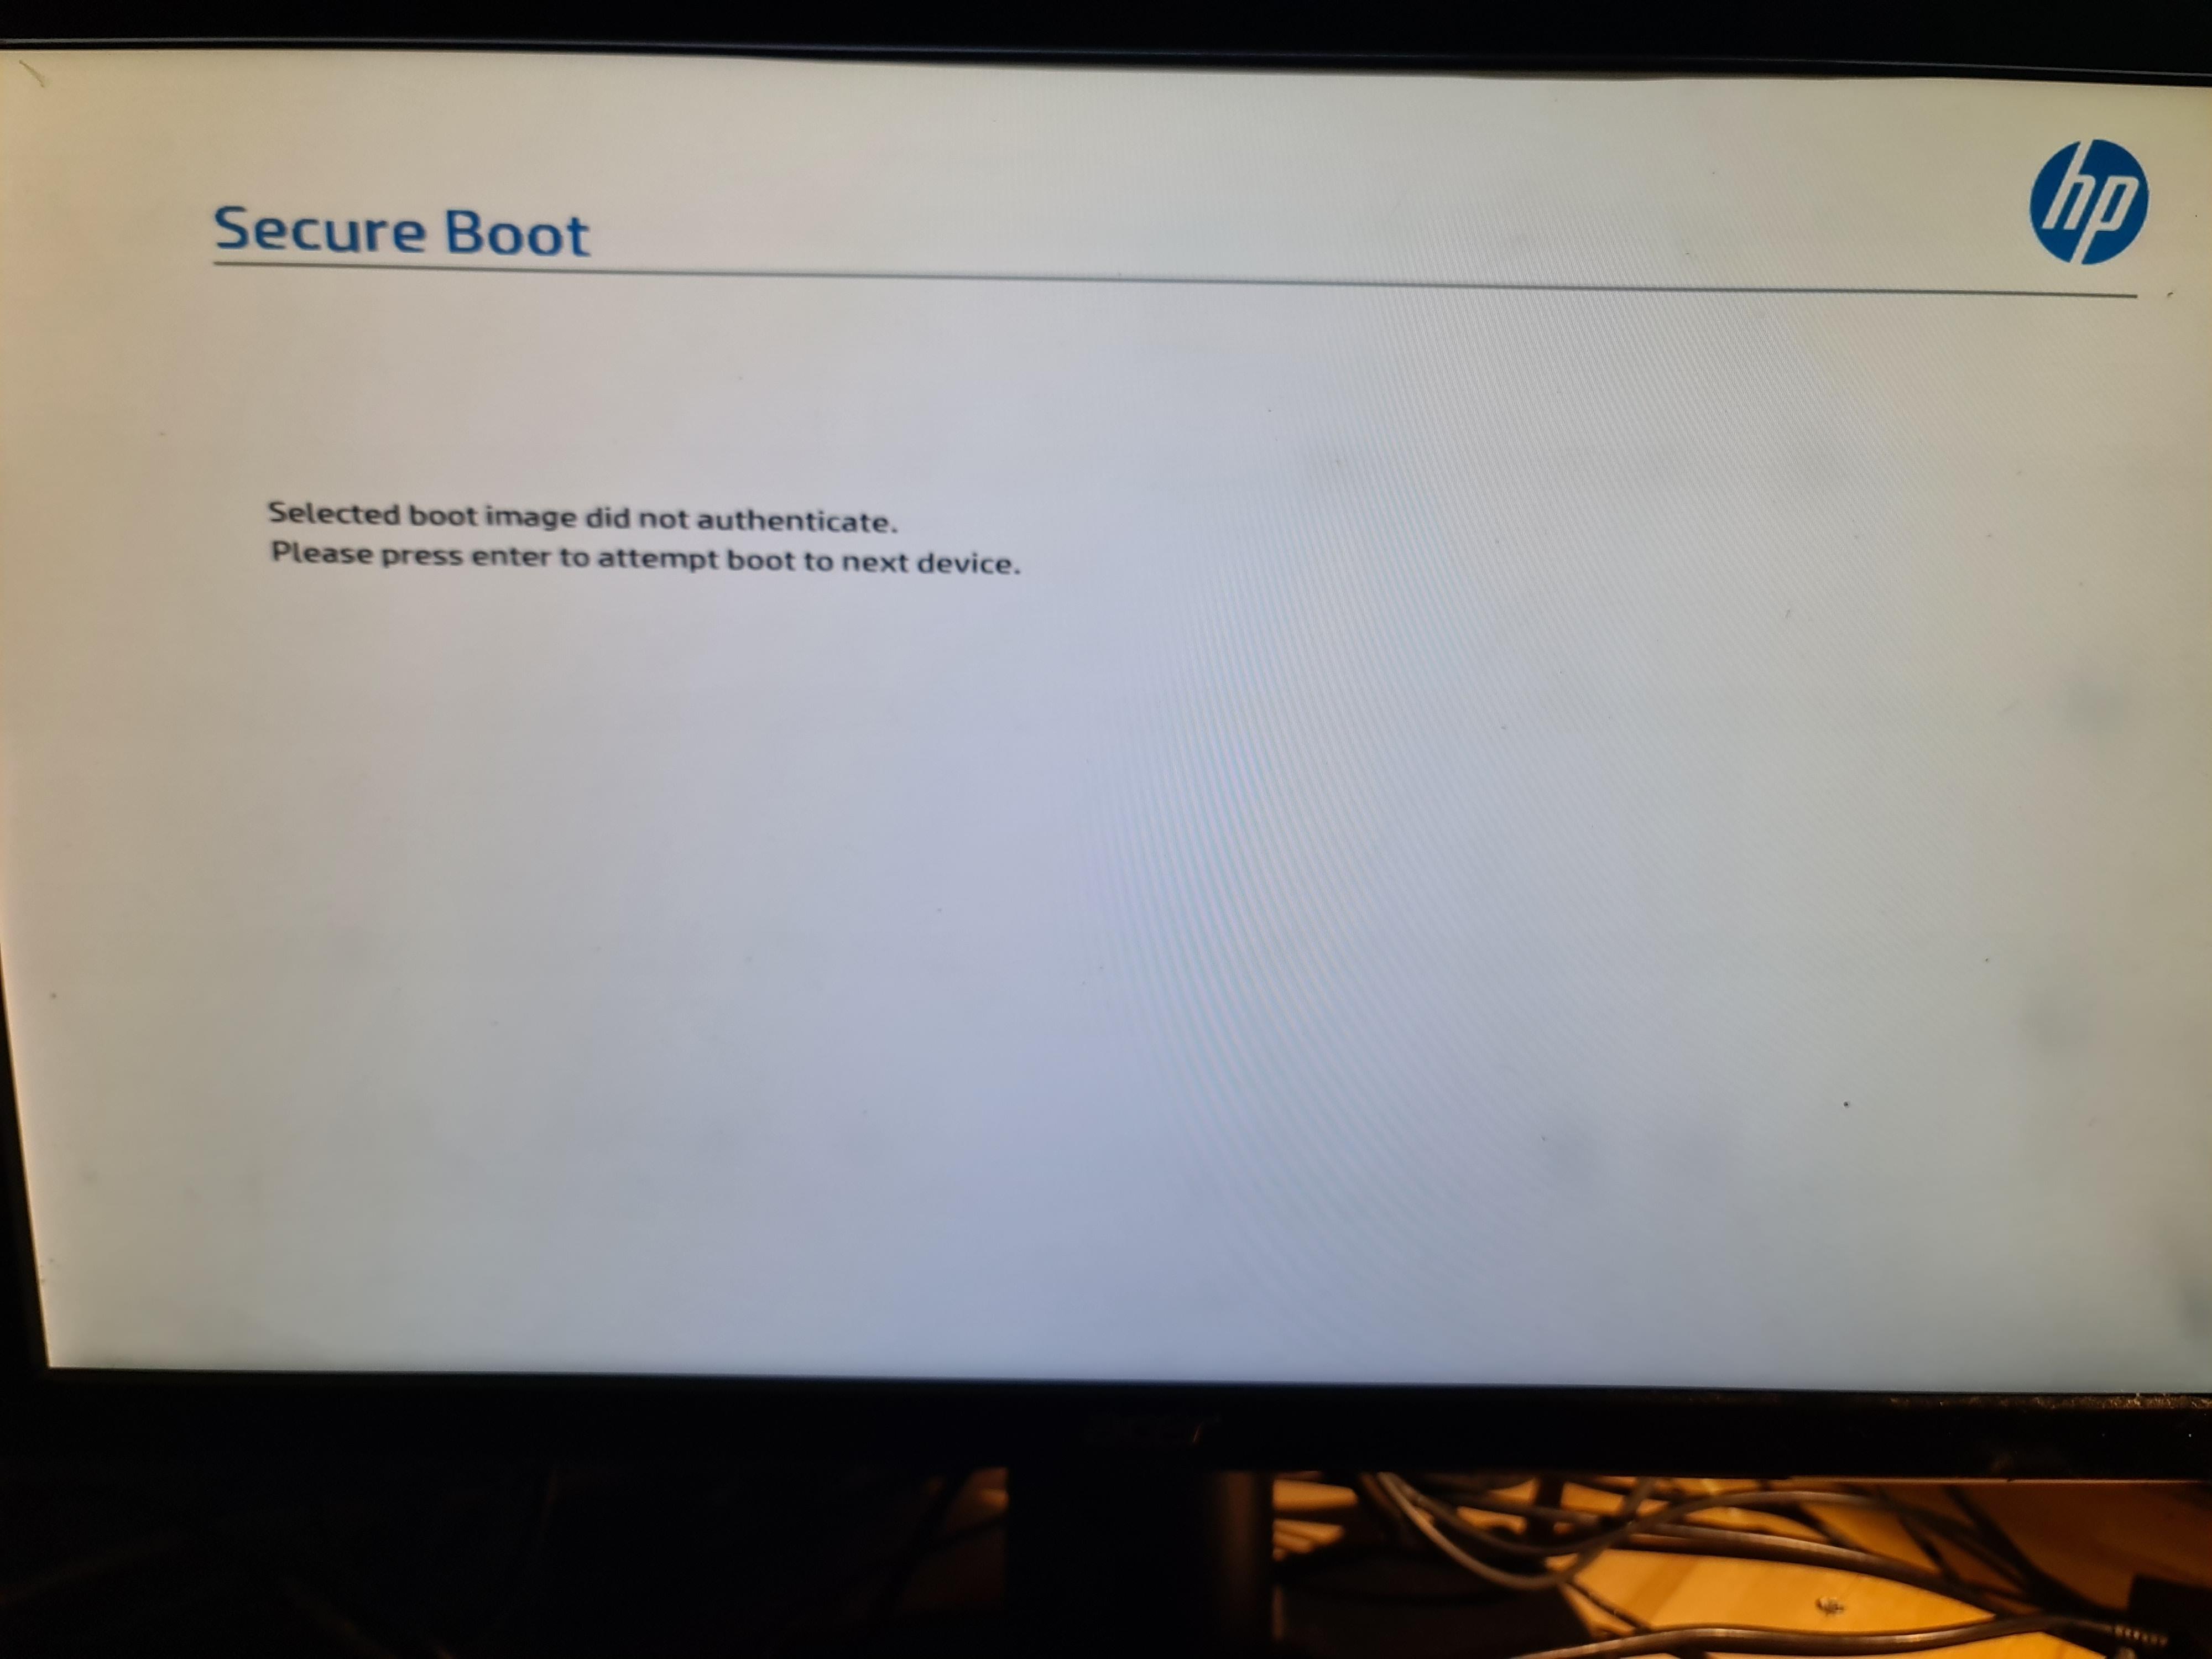 hp
Secure Boot
Selected boot image did not authenticate.
Please press enter to attempt boot to next device.